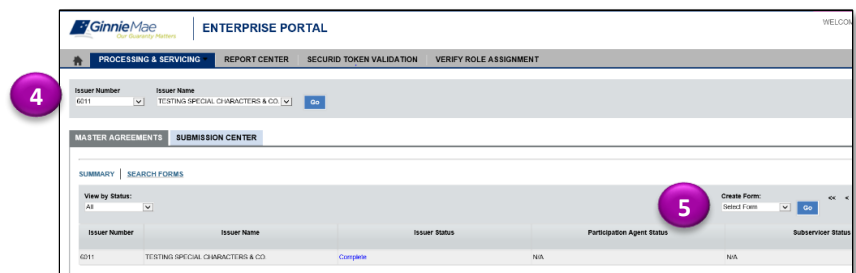 GinnieMae
Our Guaranty Matters
ENTERPRISE PORTAL
WELCOM
PROCESSING & SERVICING
REPORT CENTER
SECURID TOKEN VALIDATION
VERIFY ROLE ASSIGNMENT
4
Issuer Number Issuer Name
6011 TESTING SPECIAL CHARACTERS & CO. Go
MASTER AGREEMENTS SUBMISSION CENTER
SUMMARY | SEARCH FORMS
View by Status:
All
5
Create Form:
Select Form Go << <
Issuer Number Issuer Name Issuer Status Participation Agent Status Subservicer Status
6011 TESTING SPECIAL CHARACTERS & CO. Complete N/A N/A